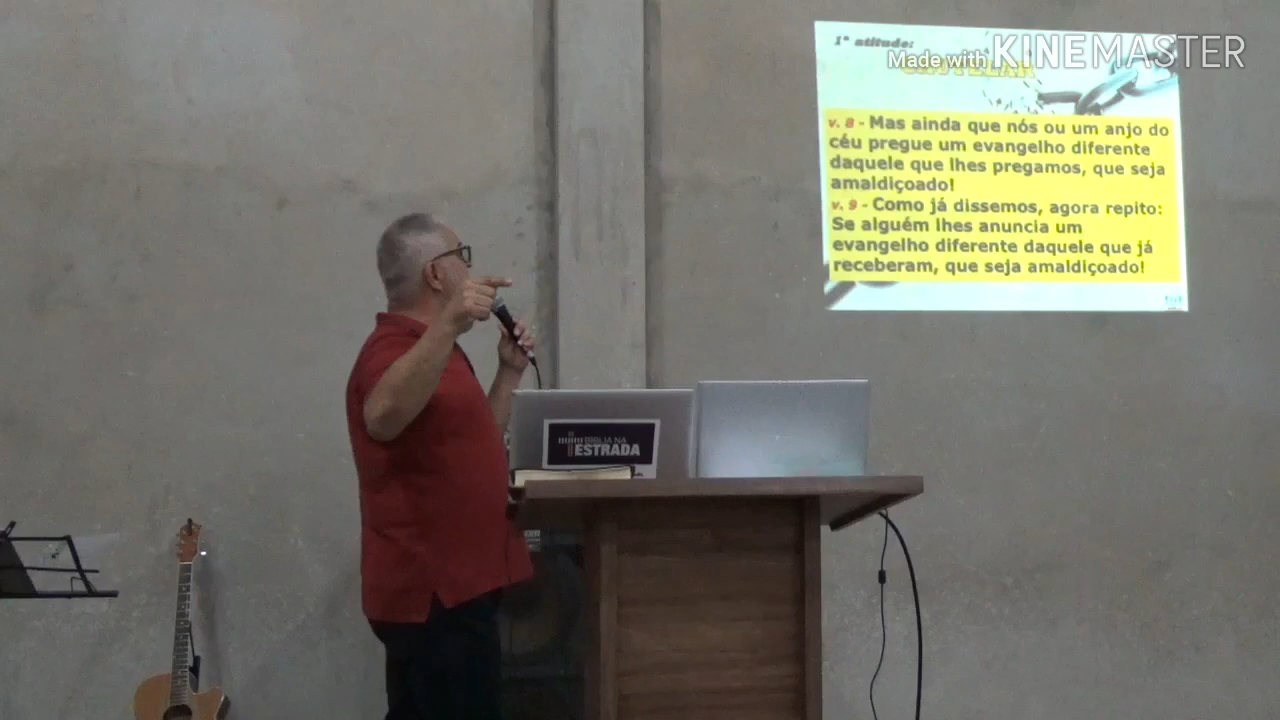 1ª atitude:
Made with KINEMASTER
v. 8 - Mas ainda que nós ou um anjo do
céu pregue um evangelho diferente
daquele que lhes pregamos, que seja
amaldiçoado!
v. 9 - Como já dissemos, agora repito:
Se alguém lhes anuncia um
evangelho diferente daquele que já
receberam, que seja amaldiçoado!
BÍBLIA NA
ESTRADA